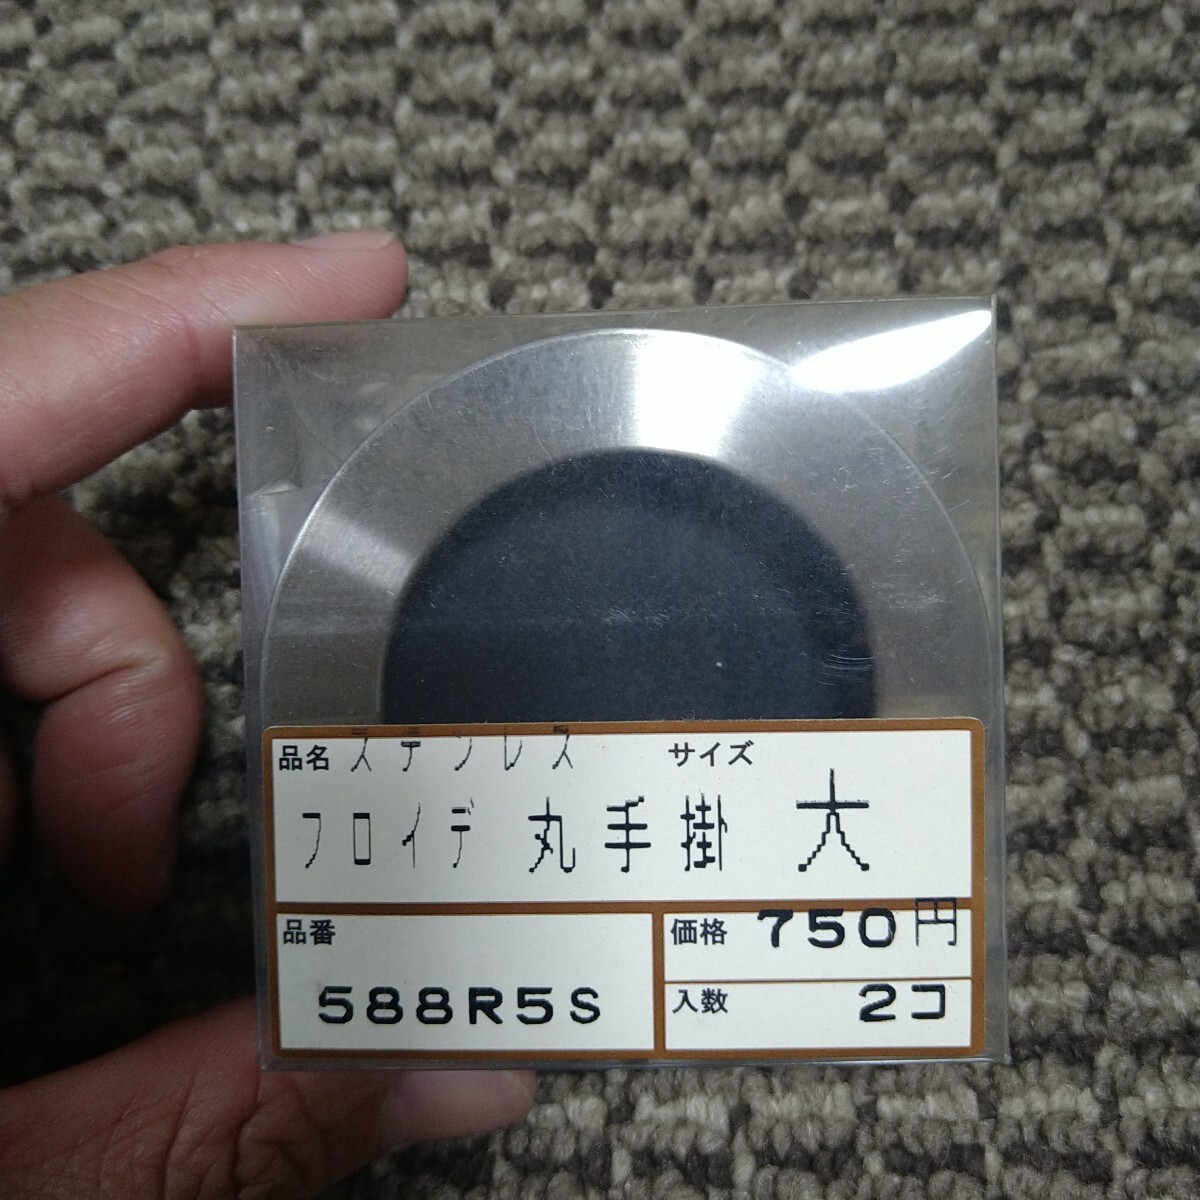 品名 ステンレス サイズ
フロイデ 丸手掛 大
品番 価格 750円
588R5S 入数 2コ